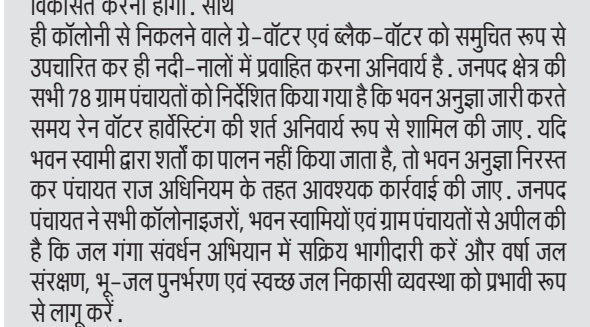 विकसित करना होगा. साथ
ही कॉलोनी से निकलने वाले ग्रे-वॉटर एवं ब्लैक-वॉटर को समुचित रूप से
उपचारित कर ही नदी-नालों में प्रवाहित करना अनिवार्य है. जनपद क्षेत्र की
सभी 78 ग्राम पंचायतों को निर्देशित किया गया है कि भवन अनुज्ञा जारी करते
समय रेन वॉटर हार्वेस्टिंग की शर्त अनिवार्य रूप से शामिल की जाए. यदि
भवन स्वामी द्वारा शर्तों का पालन नहीं किया जाता है, तो भवन अनुज्ञा निरस्त
कर पंचायत राज अधिनियम के तहत आवश्यक कार्रवाई की जाए. जनपद
पंचायत ने सभी कॉलोनाइजरों, भवन स्वामियों एवं ग्राम पंचायतों से अपील की
है कि जल गंगा संवर्धन अभियान में सक्रिय भागीदारी करें और वर्षा जल
संरक्षण, भू-जल पुनर्भरण एवं स्वच्छ जल निकासी व्यवस्था को प्रभावी रूप
से लागू करें.